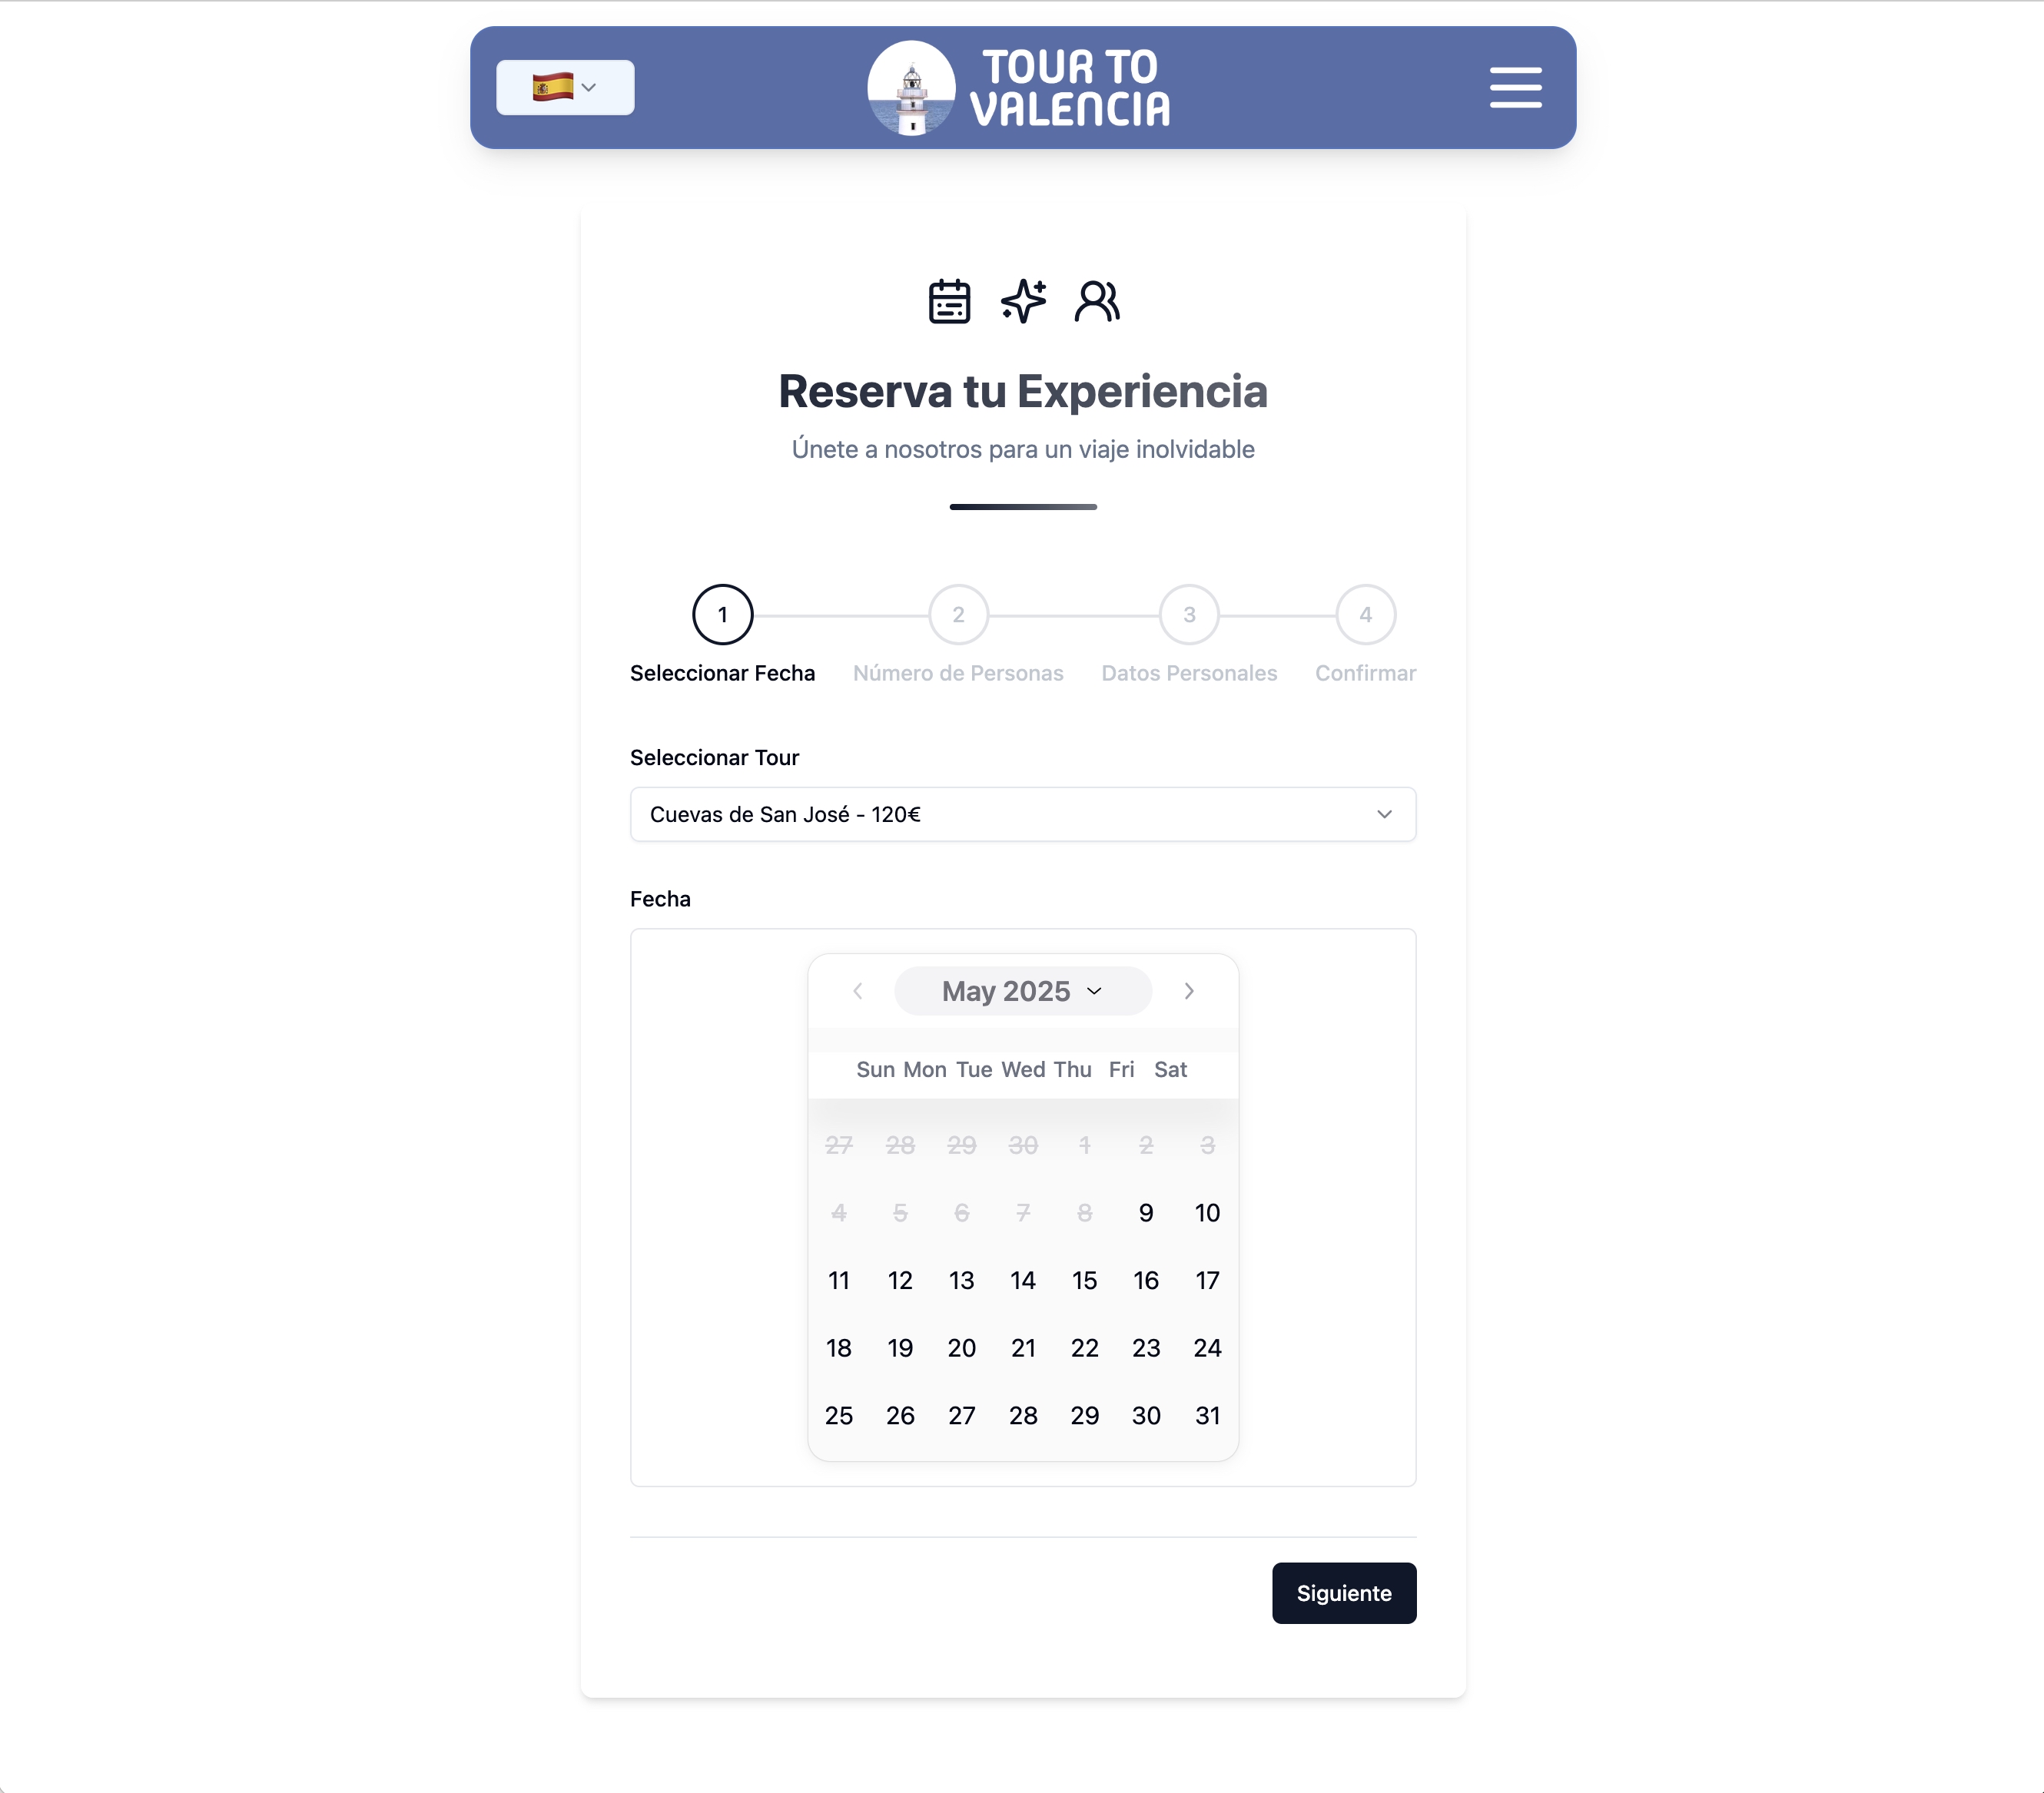 TOUR TO
VALENCIA
Reserva tu Experiencia
Únete a nosotros para un viaje inolvidable
1 2 3 4
Seleccionar Fecha Número de Personas Datos Personales Confirmar
Seleccionar Tour
Cuevas de San José - 120€
Fecha
May 2025
Sun Mon Tue Wed Thu Fri Sat
27 28 29 30 1 2 3
4 5 6 7 8 9 10
11 12 13 14 15 16 17
18 19 20 21 22 23 24
25 26 27 28 29 30 31
Siguiente